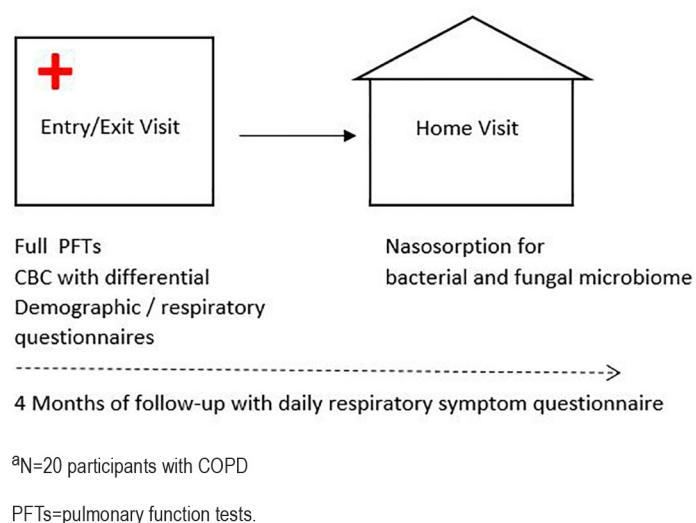 Entry/Exit Visit
Home Visit
Full PFTs
CBC with differential
Demographic / respiratory
questionnaires
Nasosorption for
bacterial and fungal microbiome
4 Months of follow-up with daily respiratory symptom questionnaire
aN=20 participants with COPD
PFTs=pulmonary function tests.